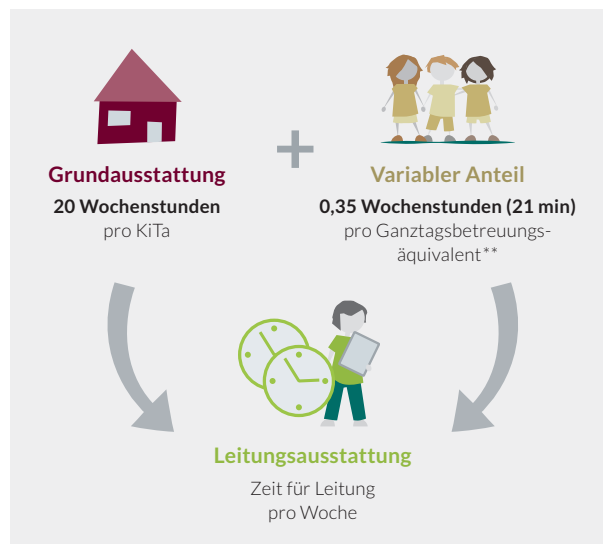 +
Grundausstattung
20 Wochenstunden
pro KiTa
Variabler Anteil
0,35 Wochenstunden (21 min)
pro Ganztagsbetreuungs-
äquivalent**
Leitungsausstattung
Zeit für Leitung
pro Woche